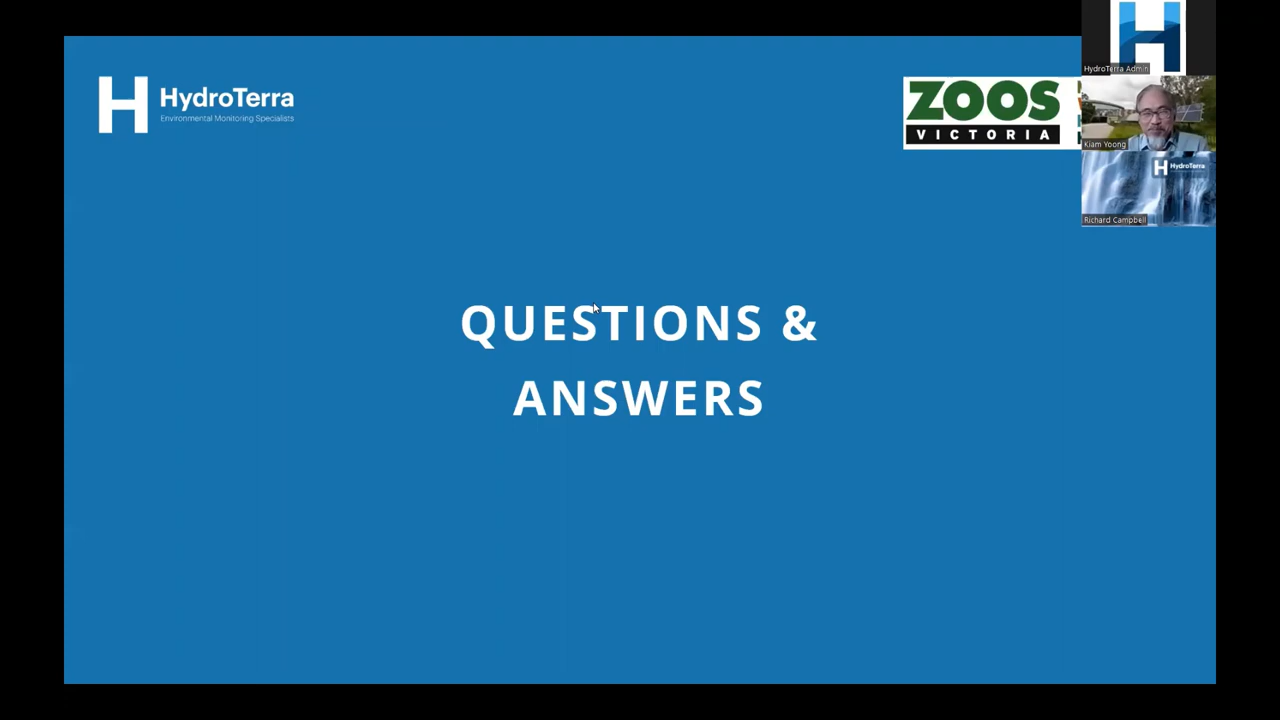 HydroTerra
Environmental Monitoring Specialists
ZOOS
VICTORIA
HydroTerra Admin
Kiam Yoong
HydroTerra
Richard Campbell
QUESTIONS &
ANSWERS